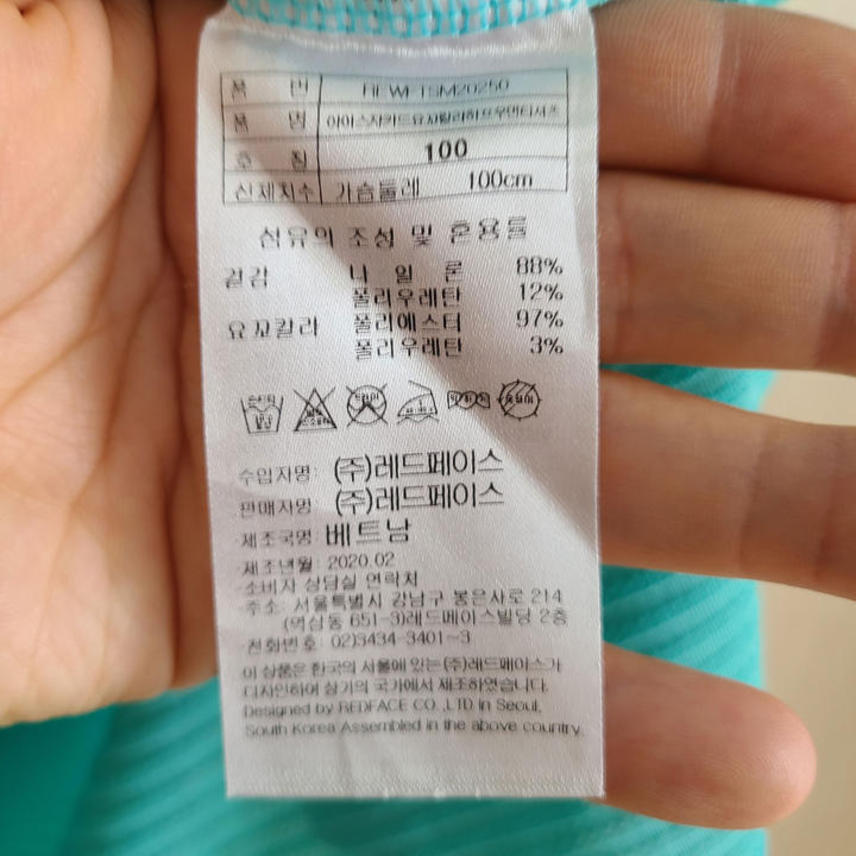 품 번
품 명
호 칭 100
신체치수 가슴둘레 100cm
섬유의 조성 및 혼용률
겉감 나 일 론 88%
폴리우레탄 12%
요꼬칼라 폴리에스터 97%
폴리우레탄 3%
수입자명: (주)레드페이스
판매자명: (주)레드페이스
·제조국명: 베트남
·제조년월: 2020.02
·소비자 상담실 연락처
·주소: 서울특별시 강남구 봉은사로 214
(역삼동 651-3)레드페이스빌딩 2층
·전화번호: 02)3434-3401~3
이 상품은 한국의 서울에 있는 (주)레드페이스가
디자인하여 상기의 국가에서 제조하였습니다.
Designed by REDFACE CO.,LTD in Seoul,
South Korea Assembled in the above country.